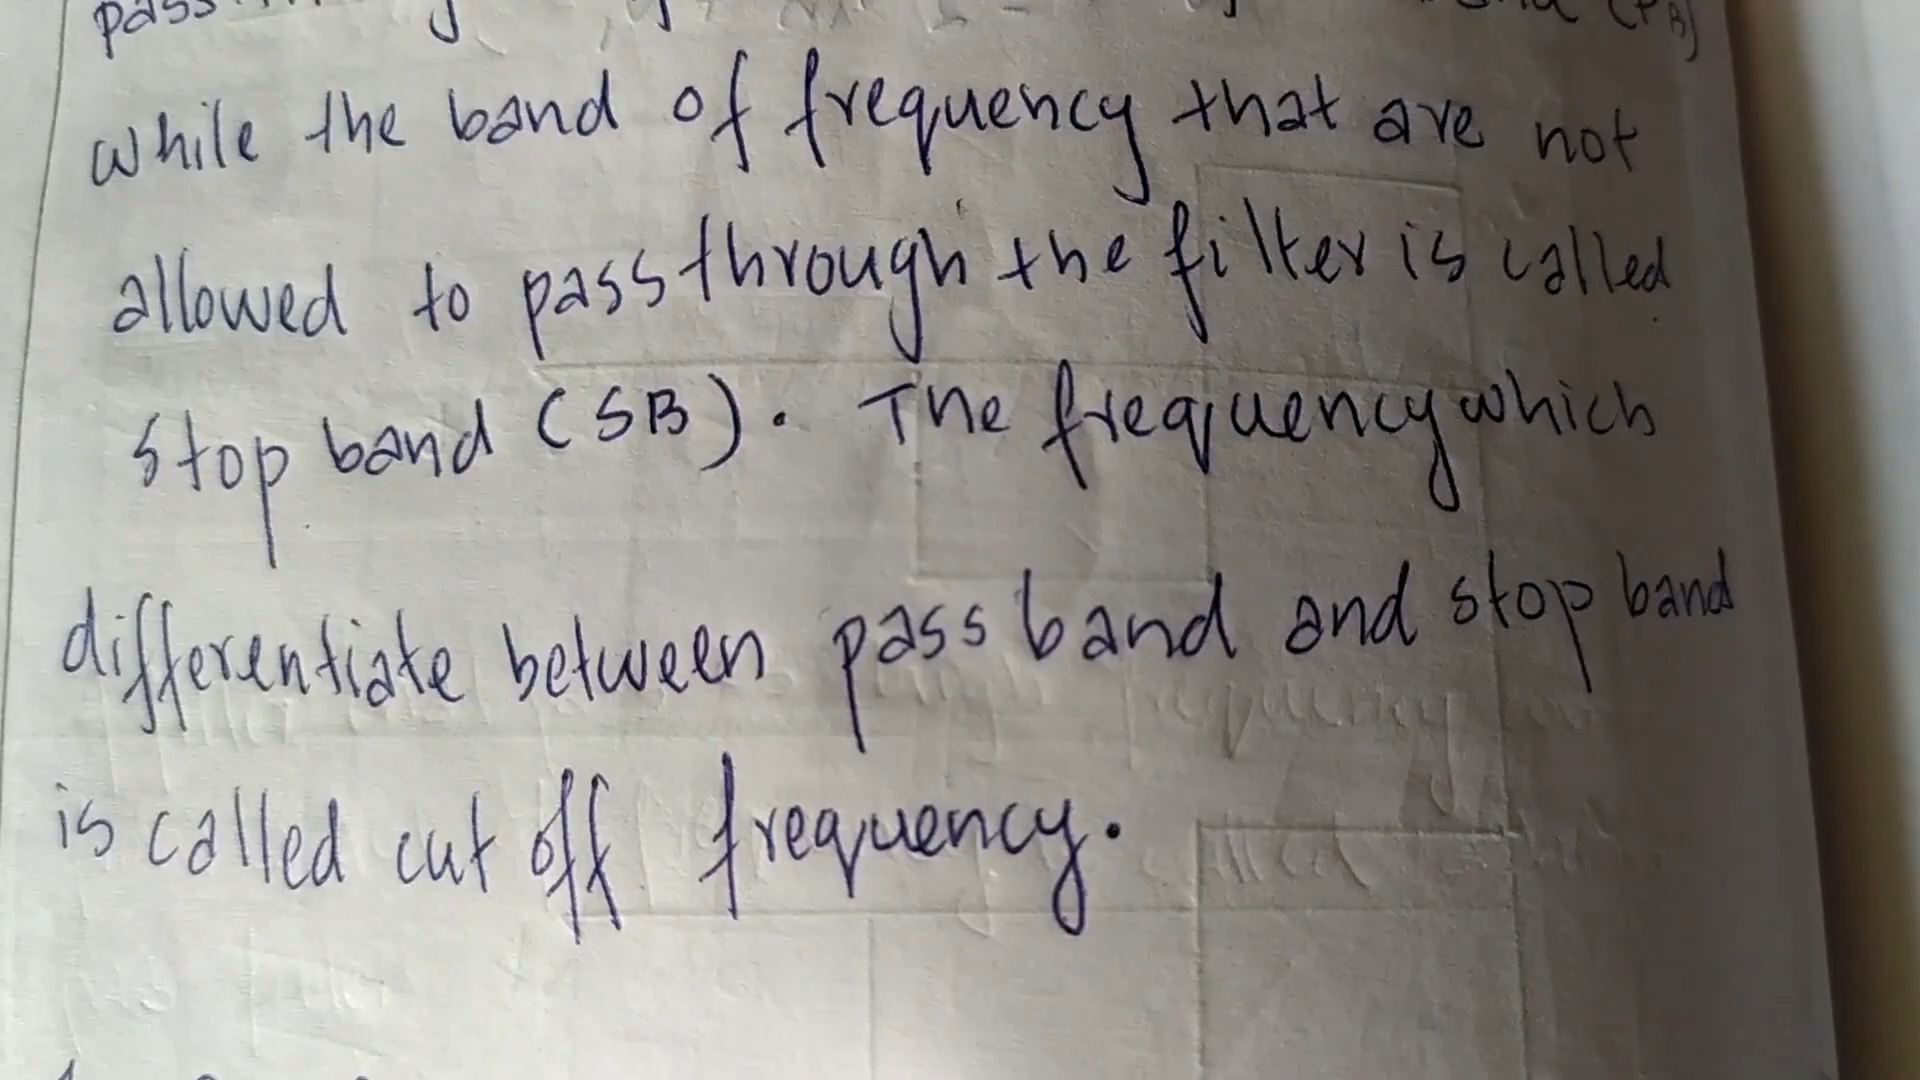 pass
while the band of frequency that are not
allowed to pass through the filter is called
stop band (SB). The frequency which
differentiate between pass band and stop band
is called cut off frequency.